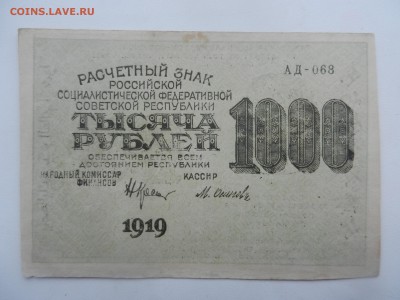 COINS.LAVE.RU
РАСЧЕТНЫЙ ЗНАК
РОССИЙСКОЙ
СОЦИАЛИСТИЧЕСКОЙ ФЕДЕРАТИВНОЙ
СОВЕТСКОЙ РЕСПУБЛИКИ
ТЫСЯЧА
РУБЛЕЙ
ОБЕСПЕЧИВАЕТСЯ ВСЕМ
ДОСТОЯНИЕМ РЕСПУБЛИКИ
НАРОДНЫЙ КОМИССАР
ФИНАНСОВ
КАССИР
АД-068
1000
1919